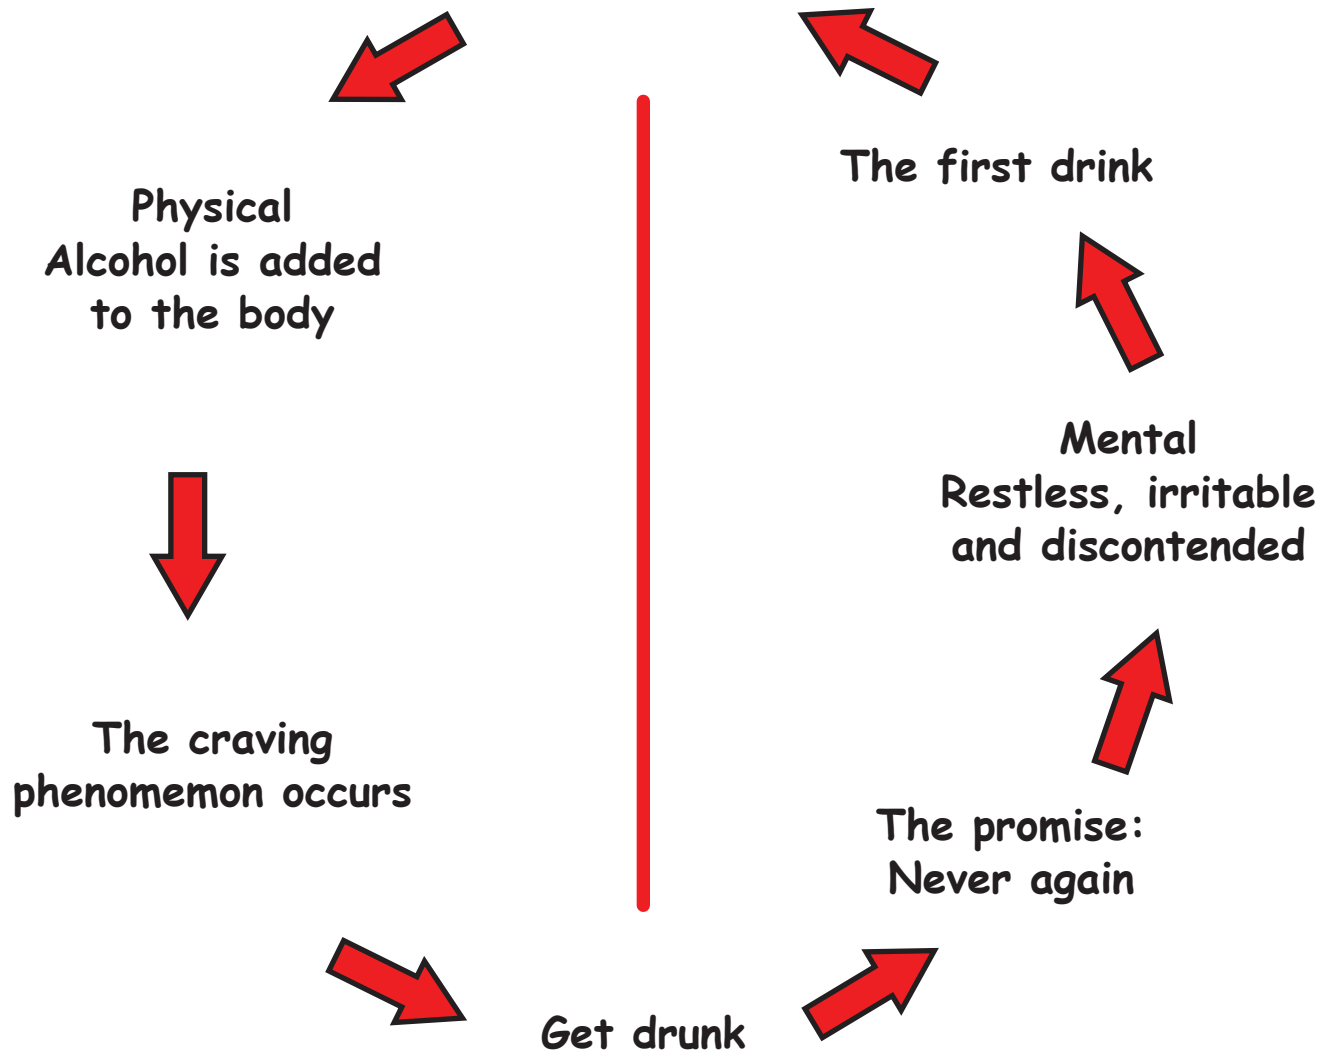 The first drink
Physical
Alcohol is added
to the body
Mental
Restless, irritable
and discontended
The craving
phenomemon occurs
The promise:
Never again
Get drunk